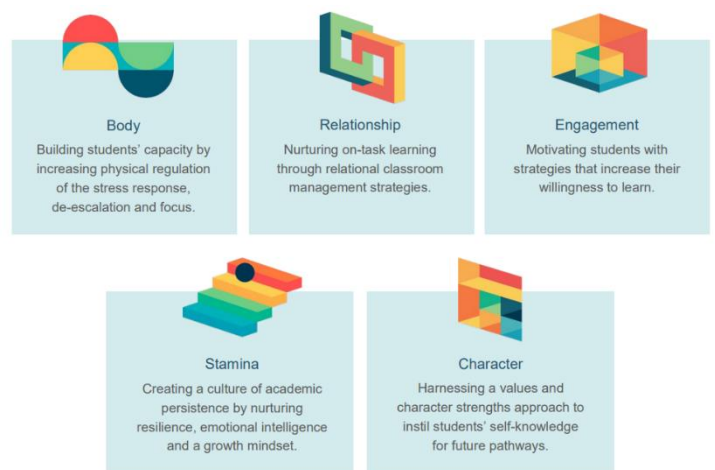 Body
Building students' capacity by
increasing physical regulation
of the stress response,
de-escalation and focus.
Relationship
Nurturing on-task learning
through relational classroom
management strategies.
Engagement
Motivating students with
strategies that increase their
willingness to learn.
Stamina
Creating a culture of academic
persistence by nurturing
resilience, emotional intelligence
and a growth mindset.
Character
Harnessing a values and
character strengths approach to
instil students' self-knowledge
for future pathways.